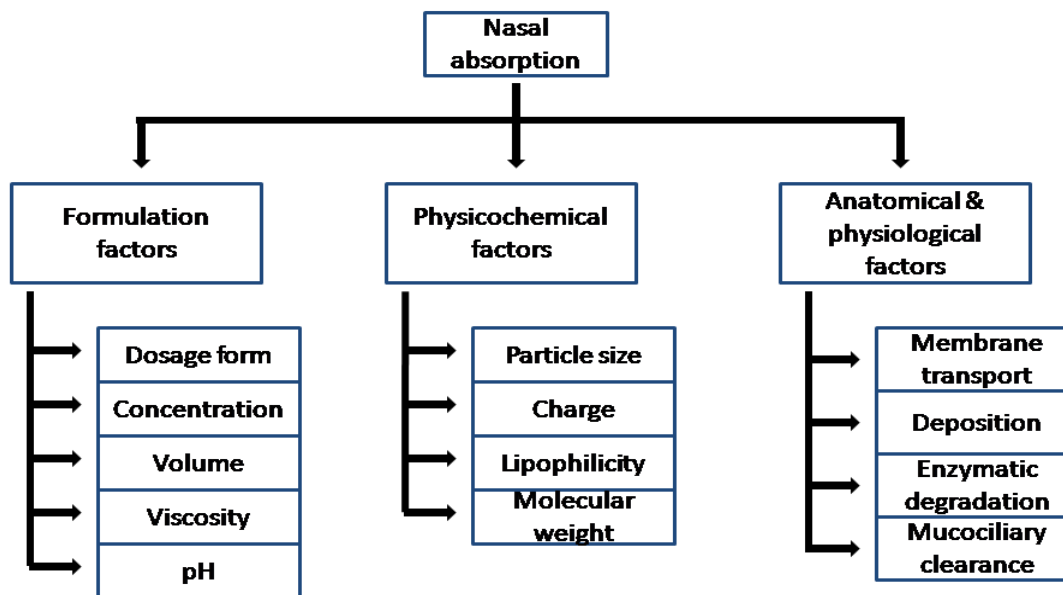 Nasal
absorption
Formulation
factors
Dosage form
Concentration
Volume
Viscosity
pH
Physicochemical
factors
Particle size
Charge
Lipophilicity
Molecular
weight
Anatomical &
physiological
factors
Membrane
transport
Deposition
Enzymatic
degradation
Mucociliary
clearance